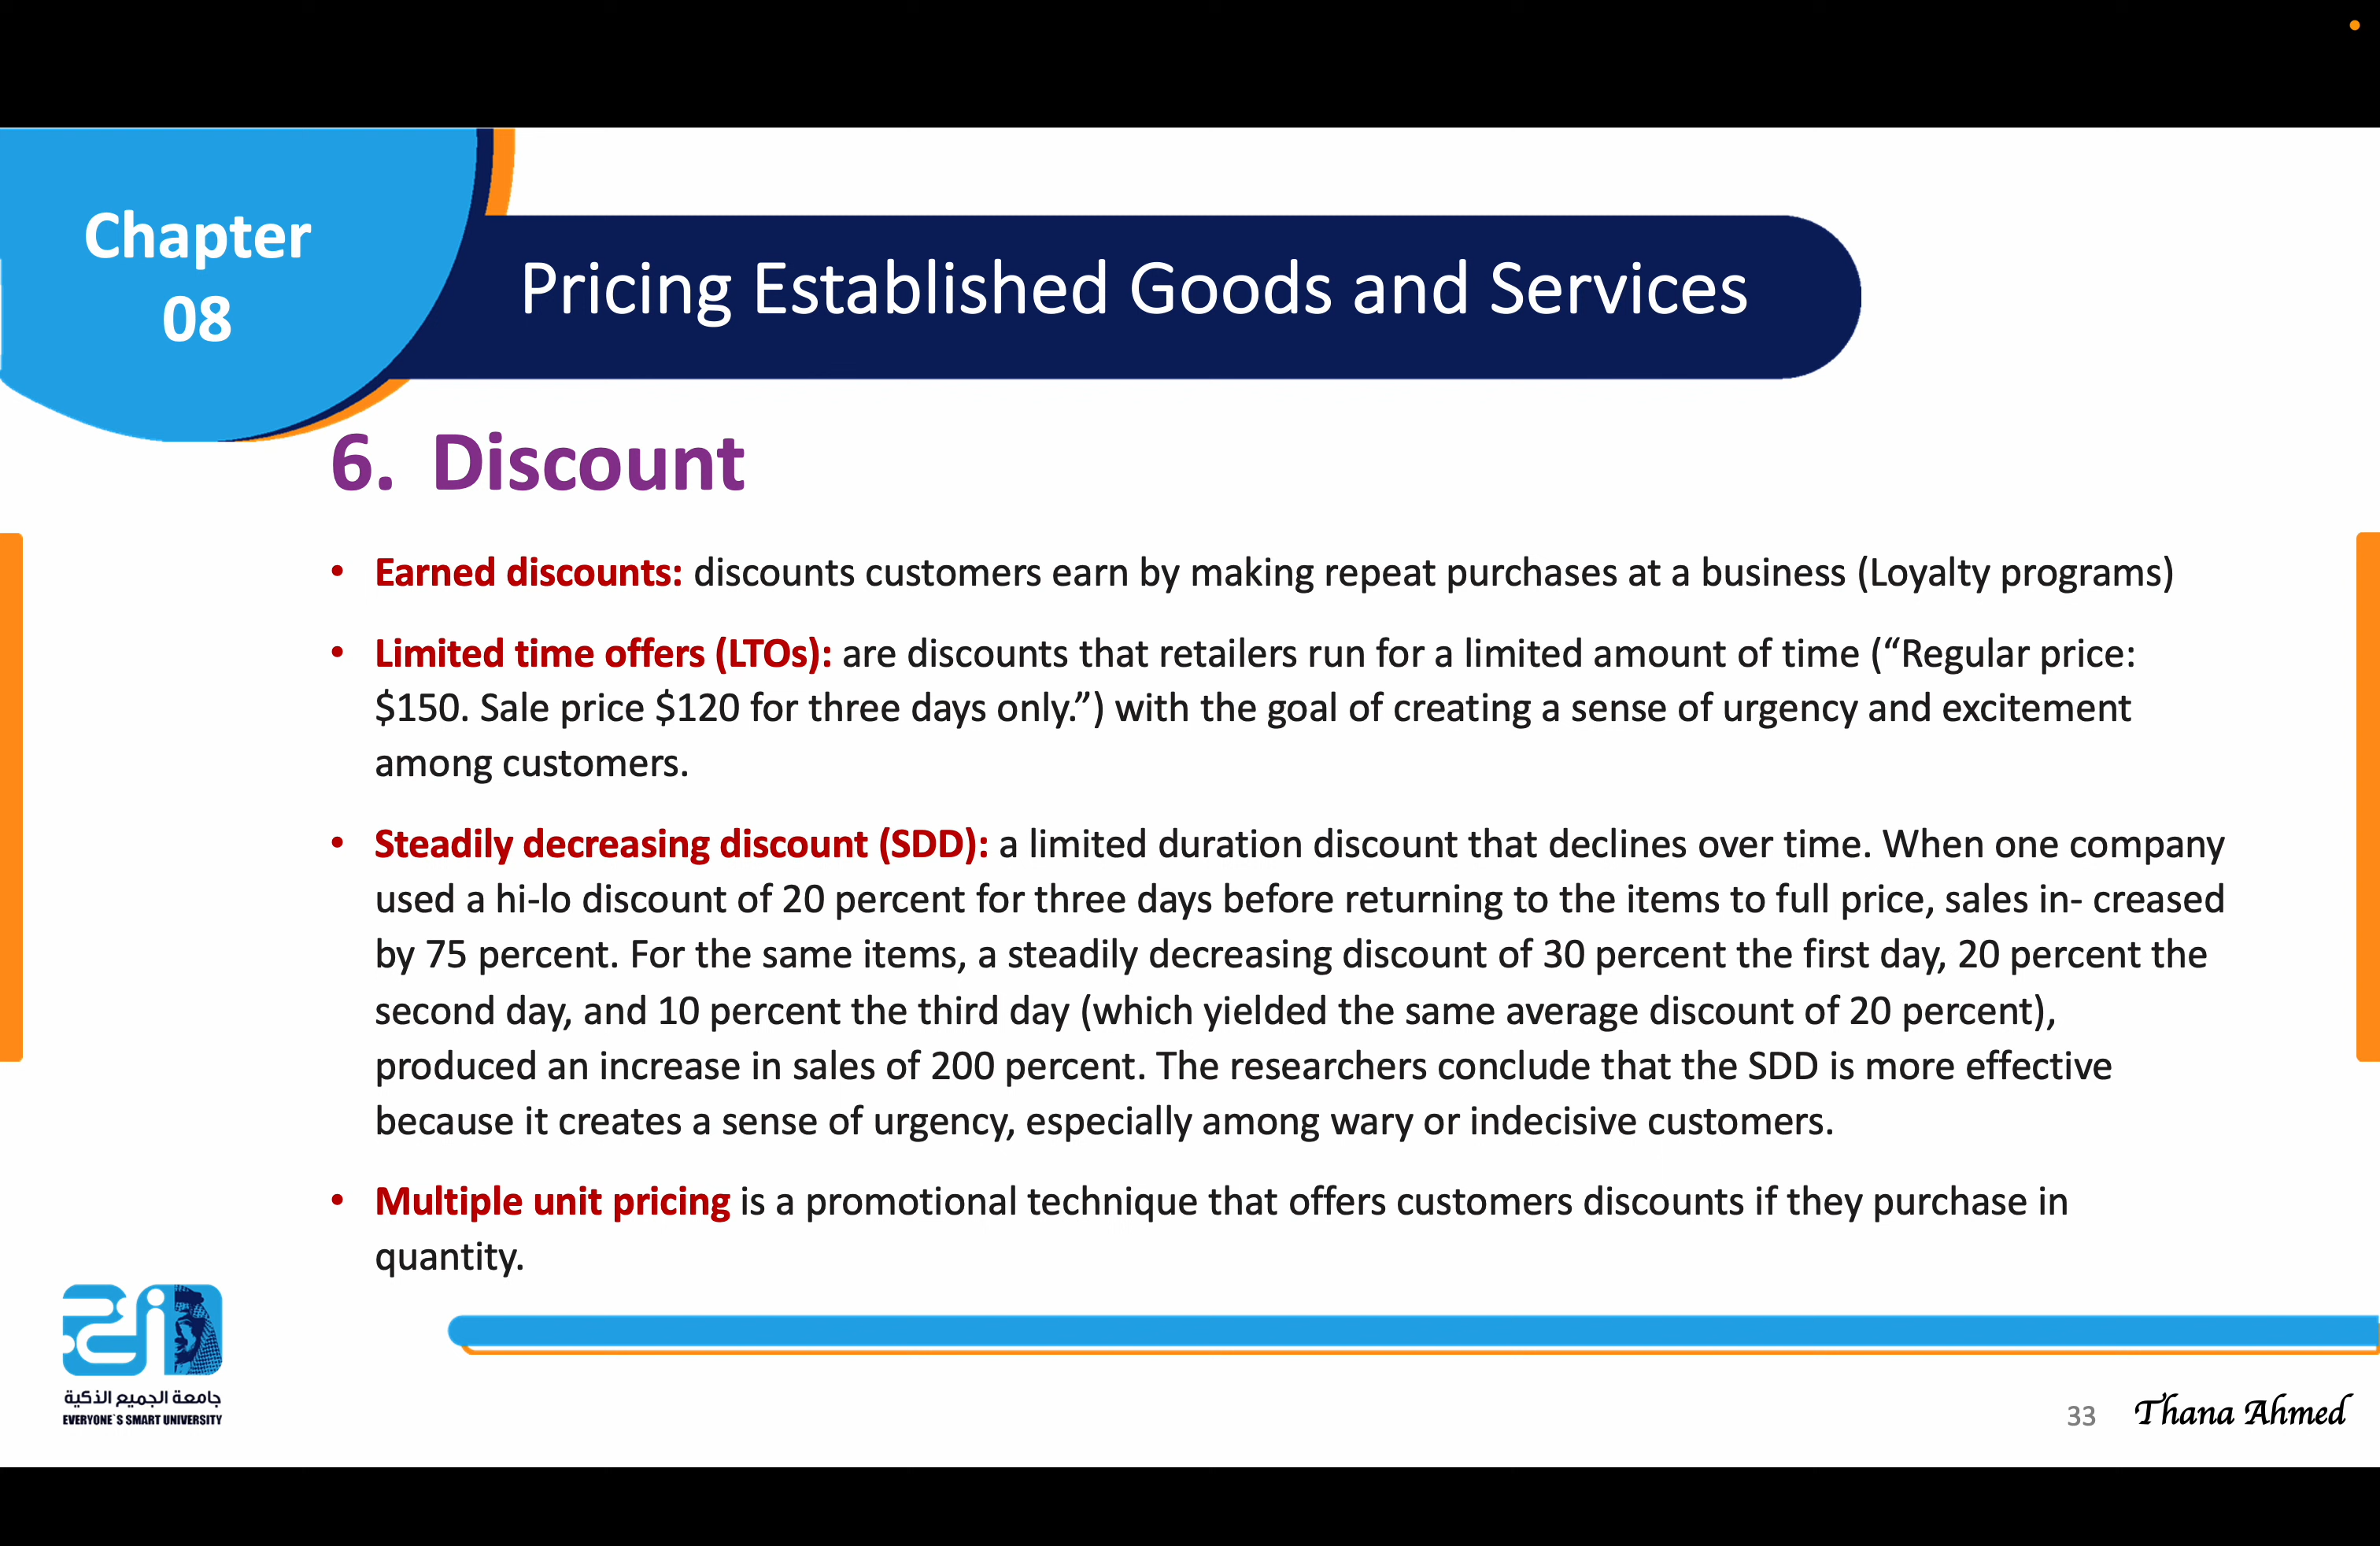 Chapter
08
Pricing Established Goods and Services
6. Discount
• Earned discounts: discounts customers earn by making repeat purchases at a business (Loyalty programs)
• Limited time offers (LTOs): are discounts that retailers run for a limited amount of time (“Regular price:
$150. Sale price $120 for three days only.”) with the goal of creating a sense of urgency and excitement
among customers.
• Steadily decreasing discount (SDD): a limited duration discount that declines over time. When one company
used a hi-lo discount of 20 percent for three days before returning to the items to full price, sales in- creased
by 75 percent. For the same items, a steadily decreasing discount of 30 percent the first day, 20 percent the
second day, and 10 percent the third day (which yielded the same average discount of 20 percent),
produced an increase in sales of 200 percent. The researchers conclude that the SDD is more effective
because it creates a sense of urgency, especially among wary or indecisive customers.
• Multiple unit pricing is a promotional technique that offers customers discounts if they purchase in
quantity.
جامعة الجميع الذكية
EVERYONE`S SMART UNIVERSITY
33 Thana Ahmed